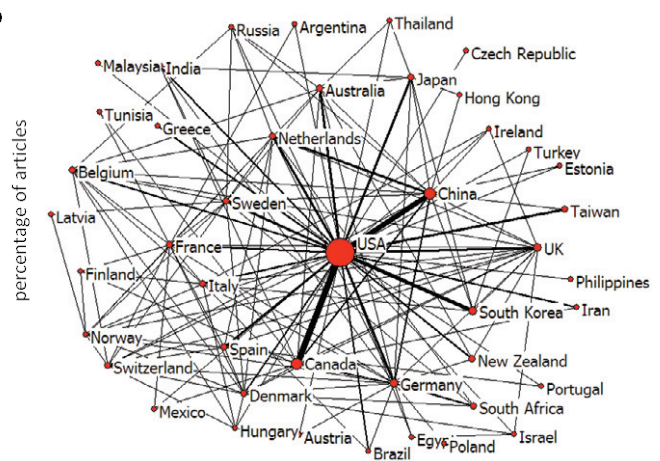 percentage of articles
Russia
Argentina
Thailand
Czech Republic
Malaysia
India
Japan
Australia
Hong Kong
Tunisia
Greece
Netherlands
Ireland
Turkey
Estonia
Belgium
China
Sweden
Taiwan
Latvia
France
USA
UK
Finland
Italy
Philippines
South Korea
Iran
Norway
Spain
Switzerland
Canada
New Zealand
Denmark
Germany
Portugal
Mexico
South Africa
Hungary
Austria
Egypt
Poland
Israel
Brazil